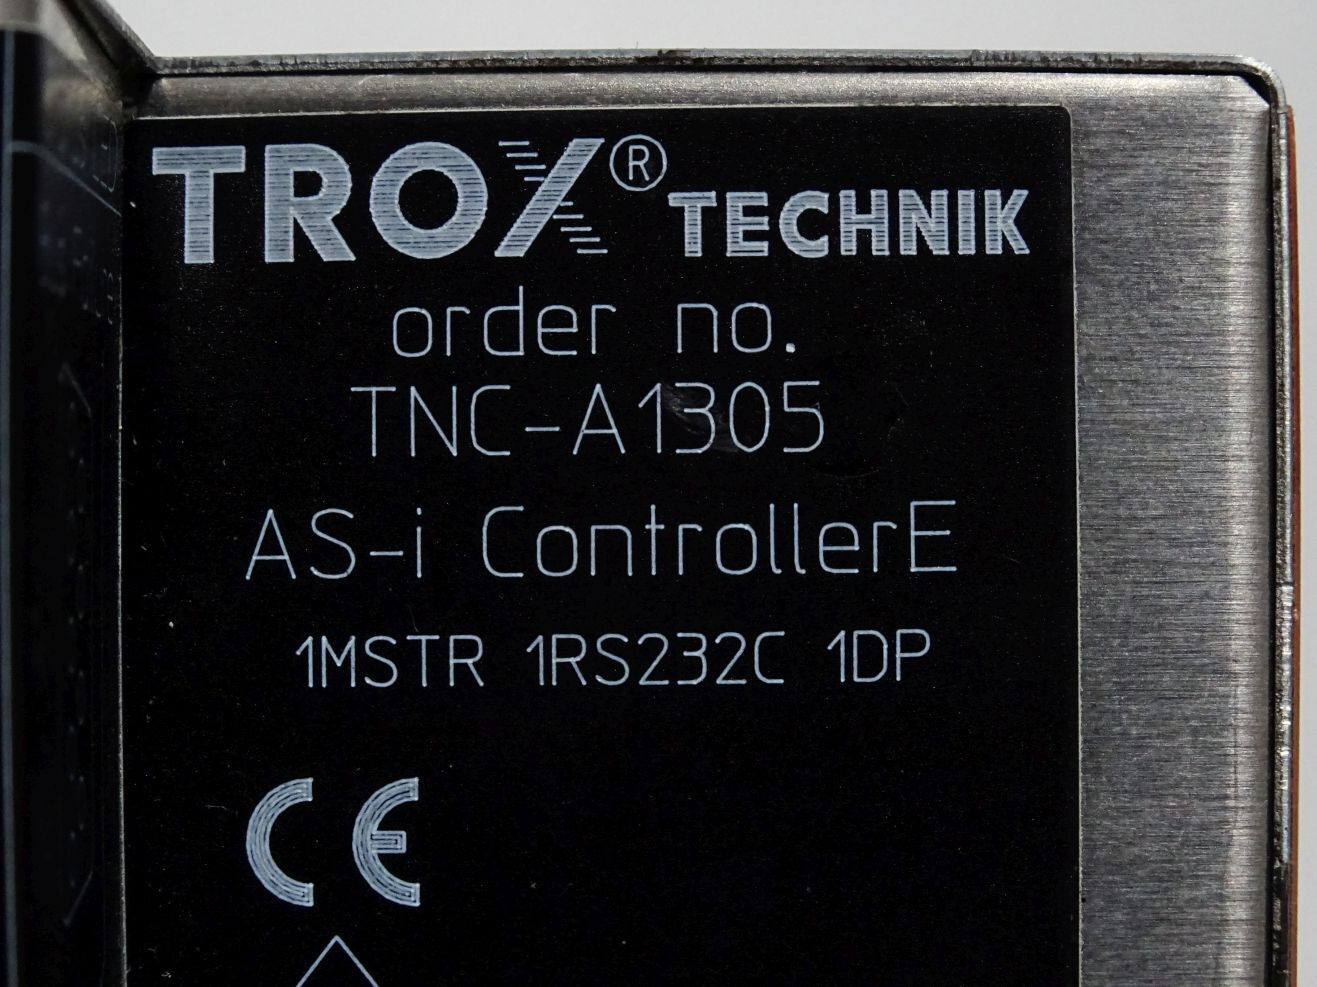 TROX® TECHNIK
order no.
TNC-A1305
AS-i ControllerE
1MSTR 1RS232C 1DP
CE